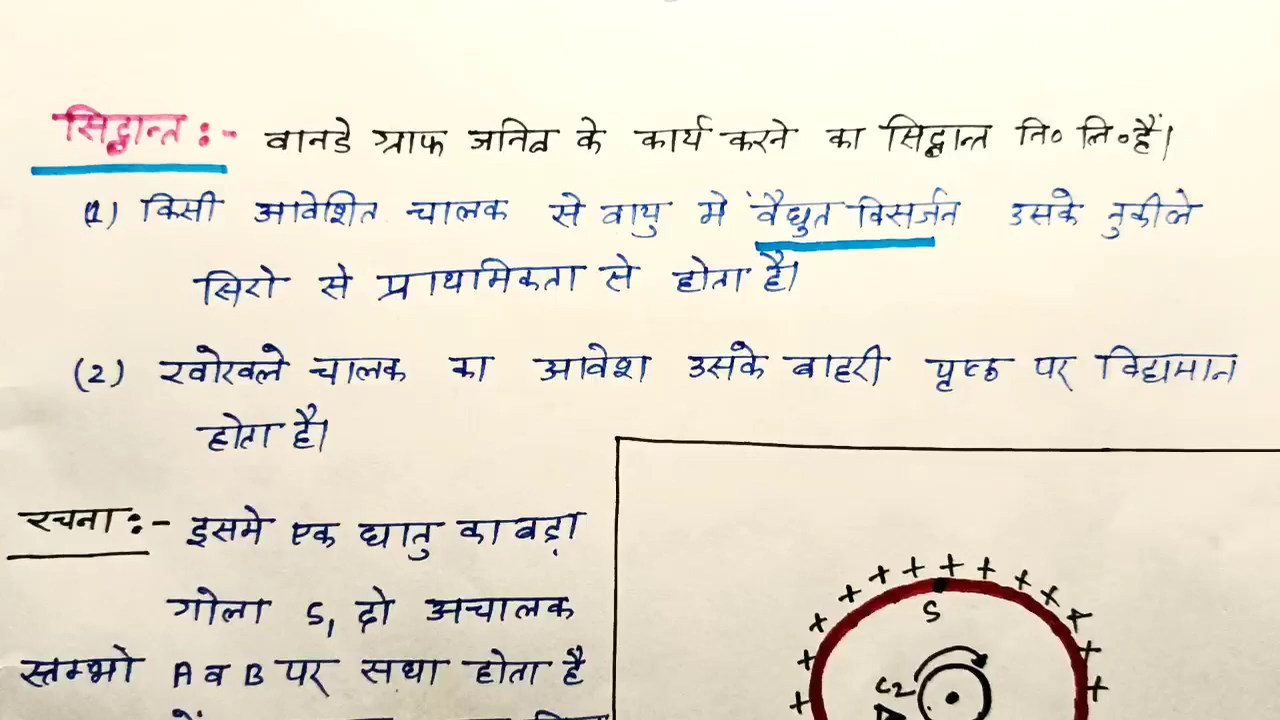 सिद्धान्त :- वानडे ग्राफ जनित्र के कार्य करने का सिद्धान्त नि० लि० हैं।
(1) किसी आवेशित चालक से वायु में वैद्युत विसर्जन उसके नुकीले
सिरो से प्राथमिकता से होता है।
(2) खोखले चालक का आवेश उसके बाहरी पृष्ठ पर विद्यमान
होता है।
रचना :- इसमे एक धातु का बड़ा
गोला S, दो अचालक
स्तम्भो A व B पर सधा होता है
+ + + + + + + + + + + + + +
S
C2